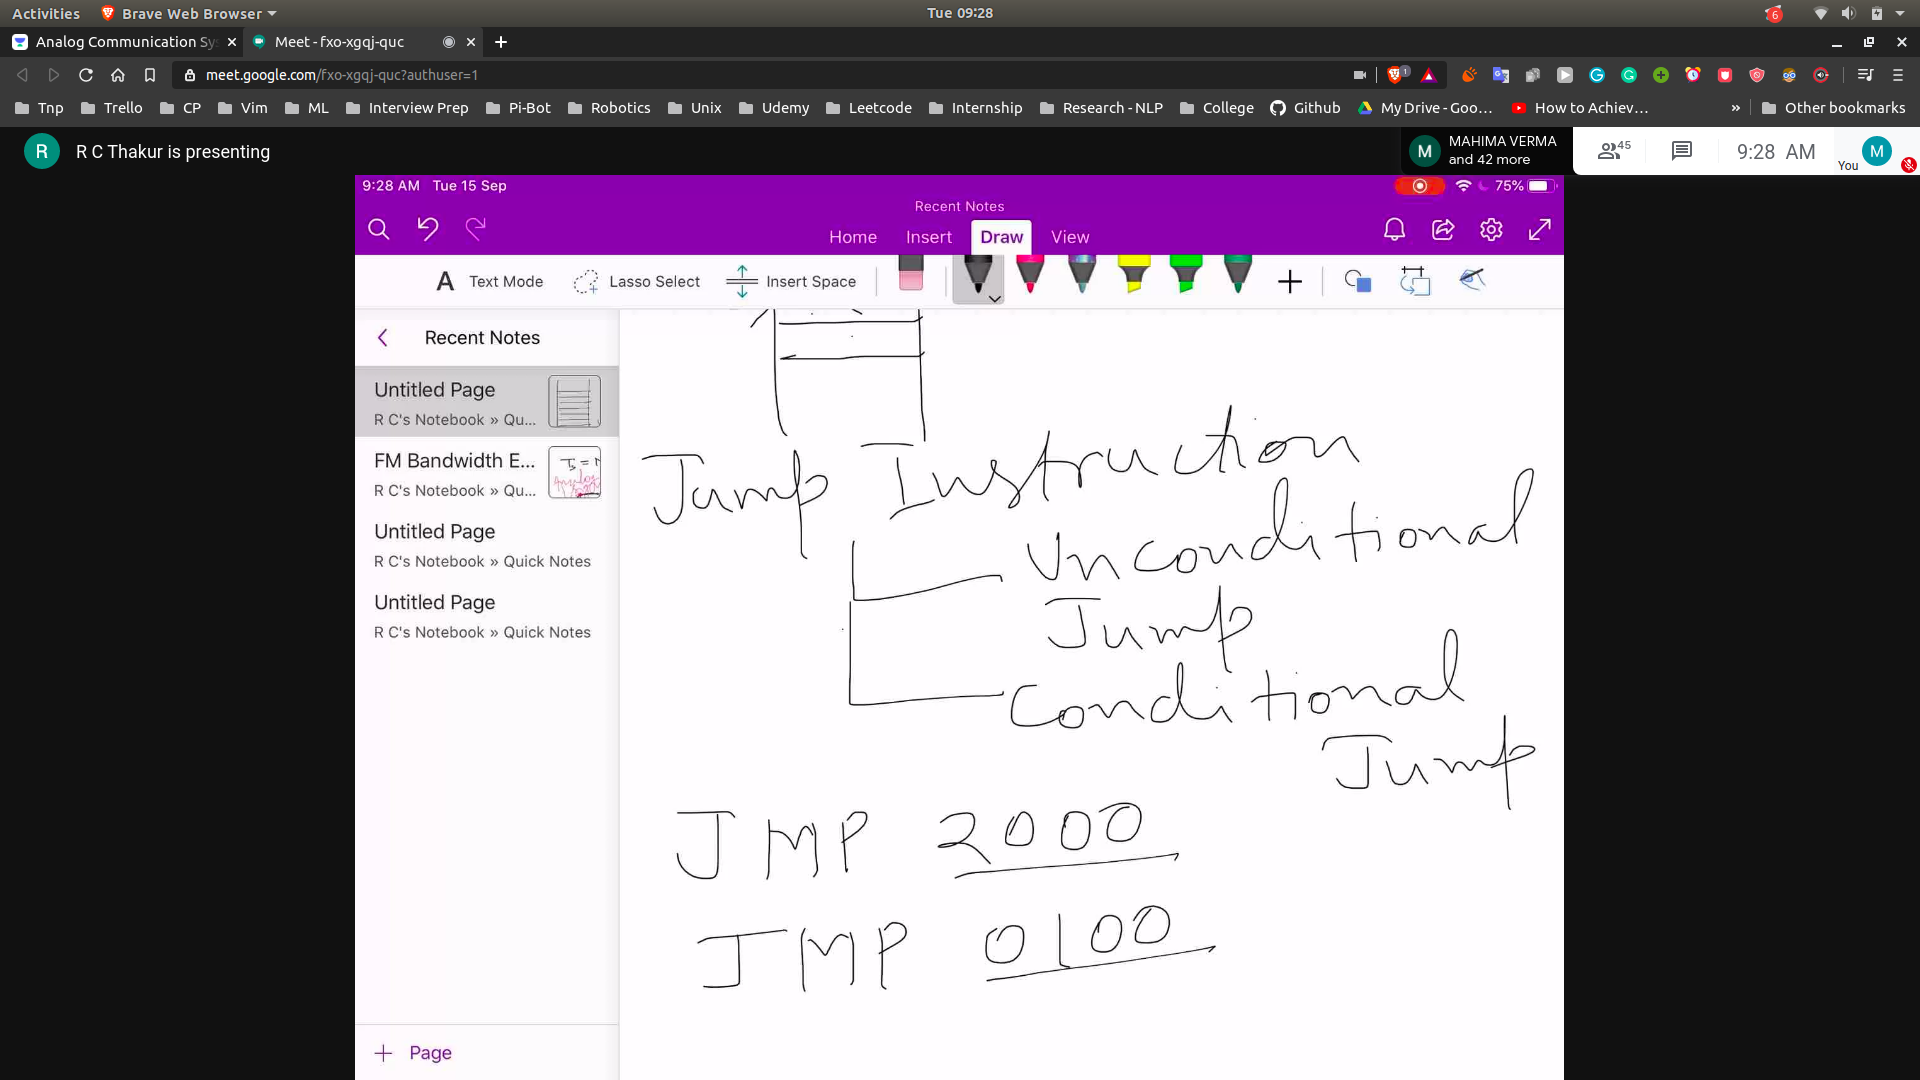 Activities Brave Web Browser Tue 09:28 6
Analog Communication Sy Meet - fxo-xgqj-quc
meet.google.com/fxo-xgqj-quc?authuser=1 1
Tnp Trello CP Vim ML Interview Prep Pi-Bot Robotics Unix Udemy Leetcode Internship Research - NLP College Github My Drive - Goo... How to Achiev... » Other bookmarks
R R C Thakur is presenting M MAHIMA VERMA
and 42 more
45 9:28 AM You M
9:28 AM Tue 15 Sep 75%
Recent Notes
Home Insert Draw View
A Text Mode Lasso Select Insert Space
Recent Notes
Untitled Page
R C's Notebook » Qu...
FM Bandwidth E...
R C's Notebook » Qu...
Untitled Page
R C's Notebook » Quick Notes
Untitled Page
R C's Notebook » Quick Notes
+ Page
Jump Instruction
Unconditional
Jump
Conditional
Jump
JMP 2000
JMP 0100